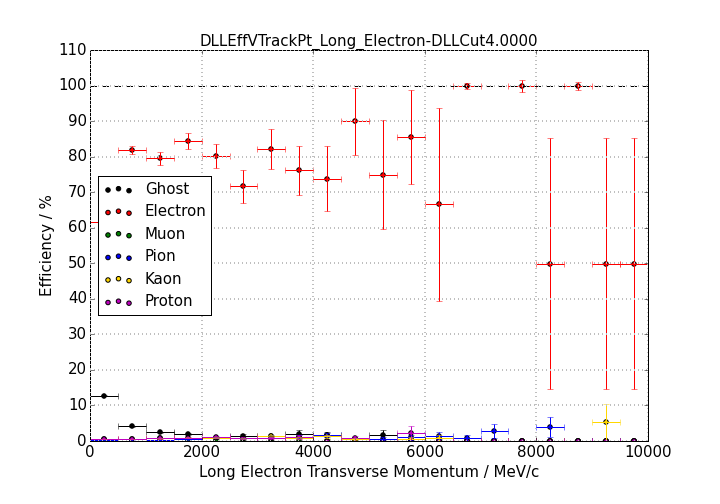 DLLEffVTrackPt_Long_Electron-DLLCut4.0000
110
100
90
80
70
60
50
40
30
20
10
0
Efficiency / %
Ghost
Electron
Muon
Pion
Kaon
Proton
0 2000 4000 6000 8000 10000
Long Electron Transverse Momentum / MeV/c